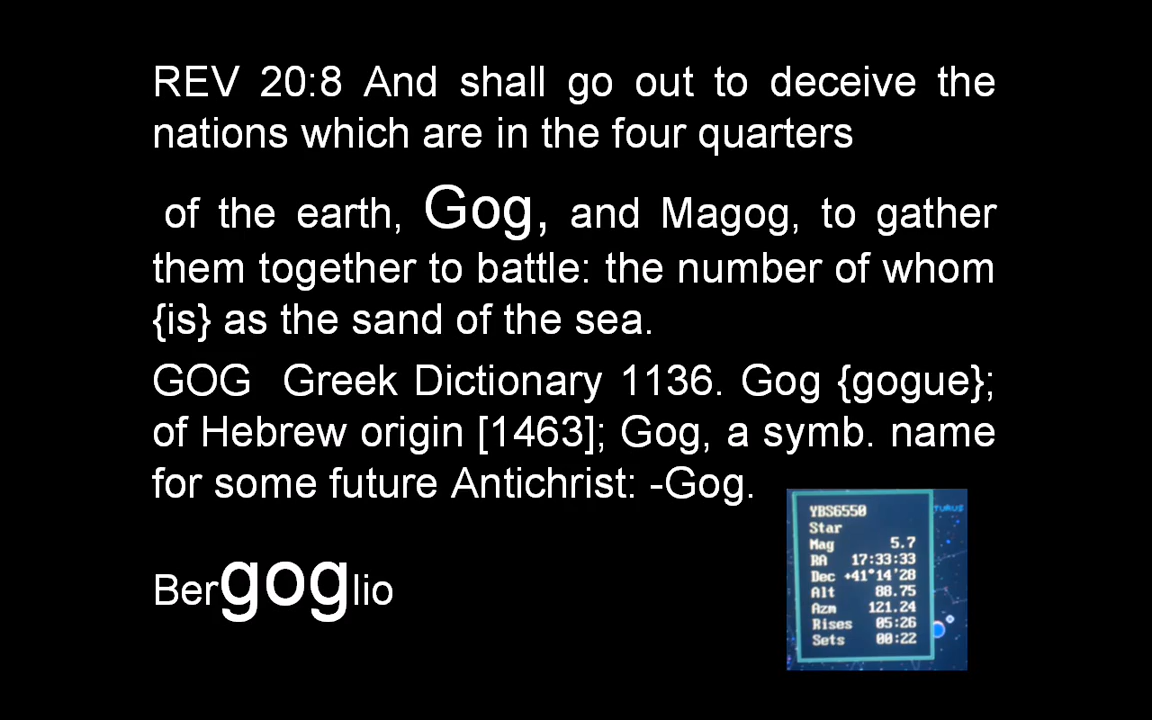 REV 20:8 And shall go out to deceive the
nations which are in the four quarters
of the earth, Gog, and Magog, to gather
them together to battle: the number of whom
{is} as the sand of the sea.
GOG Greek Dictionary 1136. Gog {gogue};
of Hebrew origin [1463]; Gog, a symb. name
for some future Antichrist: -Gog.
Bergoglio
YBS6550
Star
Mag 5.7
RA 17:33:33
Dec +41°14'28
Alt 88.75
Azm 121.24
Rises 05:26
Sets 00:22